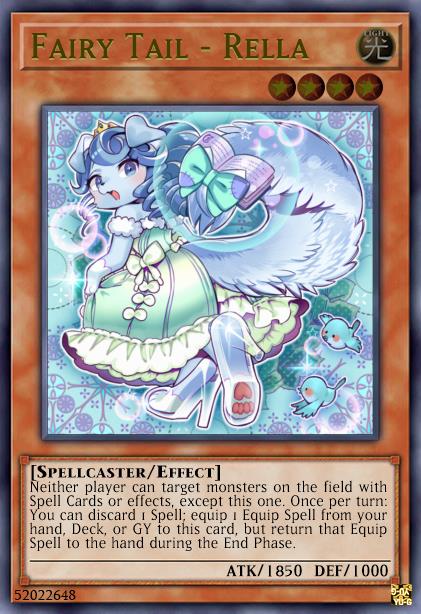 Fairy Tail - Rella
LIGHT
光
[Spellcaster/Effect]
Neither player can target monsters on the field with
Spell Cards or effects, except this one. Once per turn:
You can discard 1 Spell; equip 1 Equip Spell from your
hand, Deck, or GY to this card, but return that Equip
Spell to the hand during the End Phase.
ATK/1850 DEF/1000
52022648